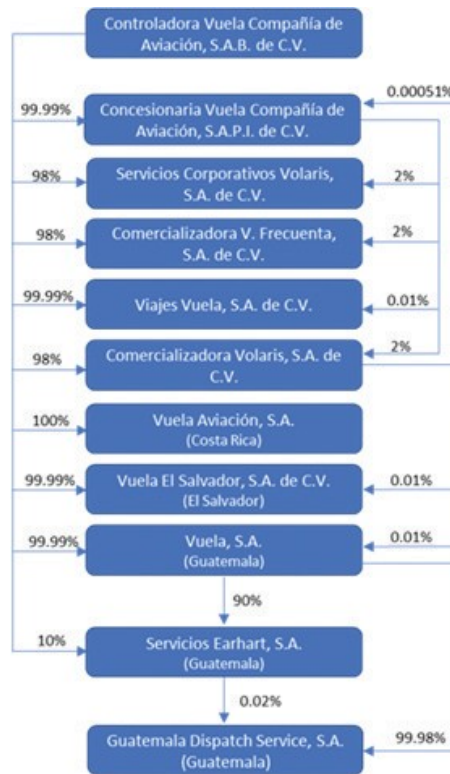 Controladora Vuela Compañía de
Aviación, S.A.B. de C.V.
0.00051%
99.99%
Concesionaria Vuela Compañía de
Aviación, S.A.P.I. de C.V.
98%
Servicios Corporativos Volaris,
S.A. de C.V.
2%
98%
Comercializadora V. Frecuenta,
S.A. de C.V.
2%
99.99%
Viajes Vuela, S.A. de C.V.
0.01%
98%
Comercializadora Volaris, S.A. de
C.V.
2%
100%
Vuela Aviación, S.A.
(Costa Rica)
99.99%
Vuela El Salvador, S.A. de C.V.
(El Salvador)
0.01%
99.99%
Vuela, S.A.
(Guatemala)
0.01%
90%
10%
Servicios Earhart, S.A.
(Guatemala)
0.02%
Guatemala Dispatch Service, S.A.
(Guatemala)
99.98%